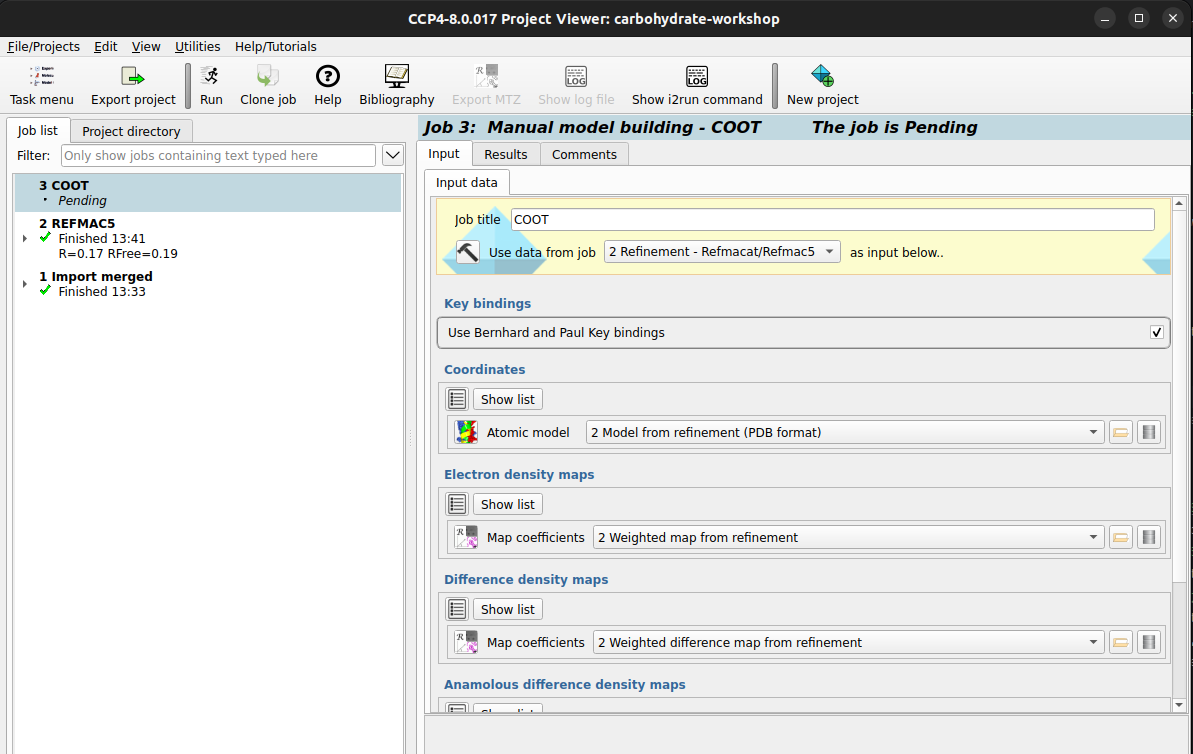 CCP4-8.0.017 Project Viewer: carbohydrate-workshop
File/Projects Edit View Utilities Help/Tutorials
Task menu Export project Run Clone job Help Bibliography Export MTZ Show log file Show i2run command New project
Job list Project directory
Filter: Only show jobs containing text typed here
3 COOT
Pending
2 REFMAC5
Finished 13:41
R=0.17 RFree=0.19
1 Import merged
Finished 13:33
Job 3: Manual model building - COOT The job is Pending
Input Results Comments
Input data
Job title COOT
Use data from job 2 Refinement - Refmacat/Refmac5 as input below..
Key bindings
Use Bernhard and Paul Key bindings
Coordinates
Show list
Atomic model 2 Model from refinement (PDB format)
Electron density maps
Show list
Map coefficients 2 Weighted map from refinement
Difference density maps
Show list
Map coefficients 2 Weighted difference map from refinement
Anamolous difference density maps
Show list